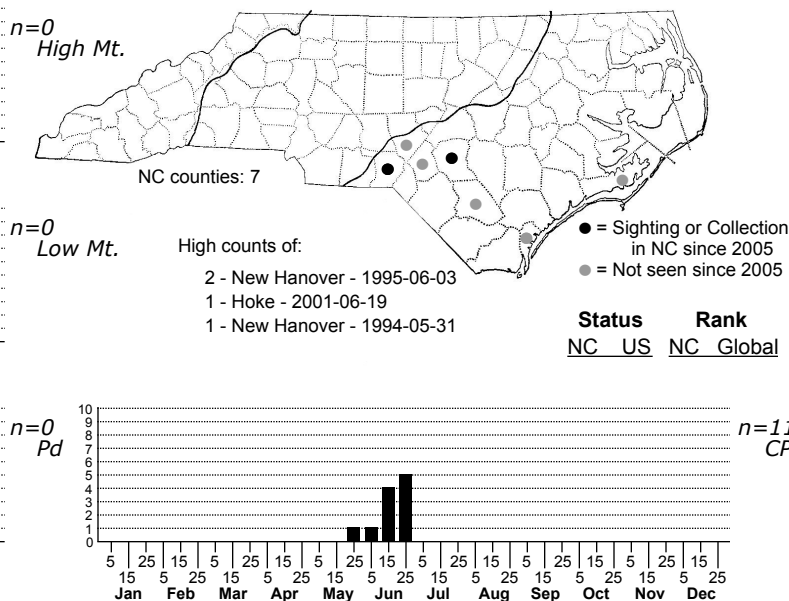 n=0
High Mt.
NC counties: 7
n=0
Low Mt.
High counts of:
2 - New Hanover - 1995-06-03
1 - Hoke - 2001-06-19
1 - New Hanover - 1994-05-31
● = Sighting or Collection
in NC since 2005
● = Not seen since 2005
Status Rank
NC US NC Global
n=0
Pd
n=11
CP
10
9
8
7
6
5
4
3
2
1
0
5 25 15 5 25 15 5 25 15 5 25 15 5 25 15 5 25 15
15 5 25 15 5 25 15 5 25 15 5 25 15 5 25 15 5 25
Jan Feb Mar Apr May Jun Jul Aug Sep Oct Nov Dec